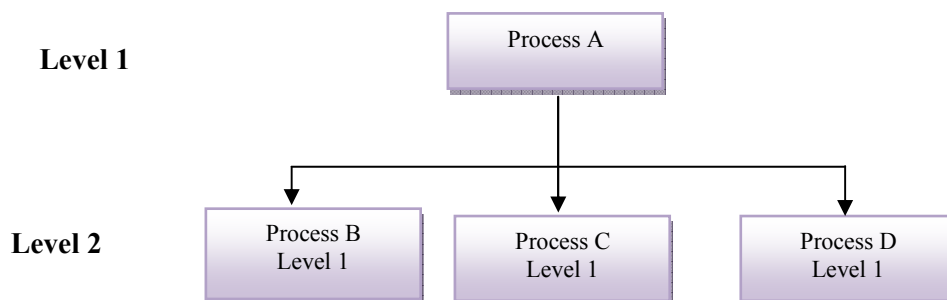 Process A
Level 1
Process B
Level 1
Process C
Level 1
Process D
Level 1
Level 2